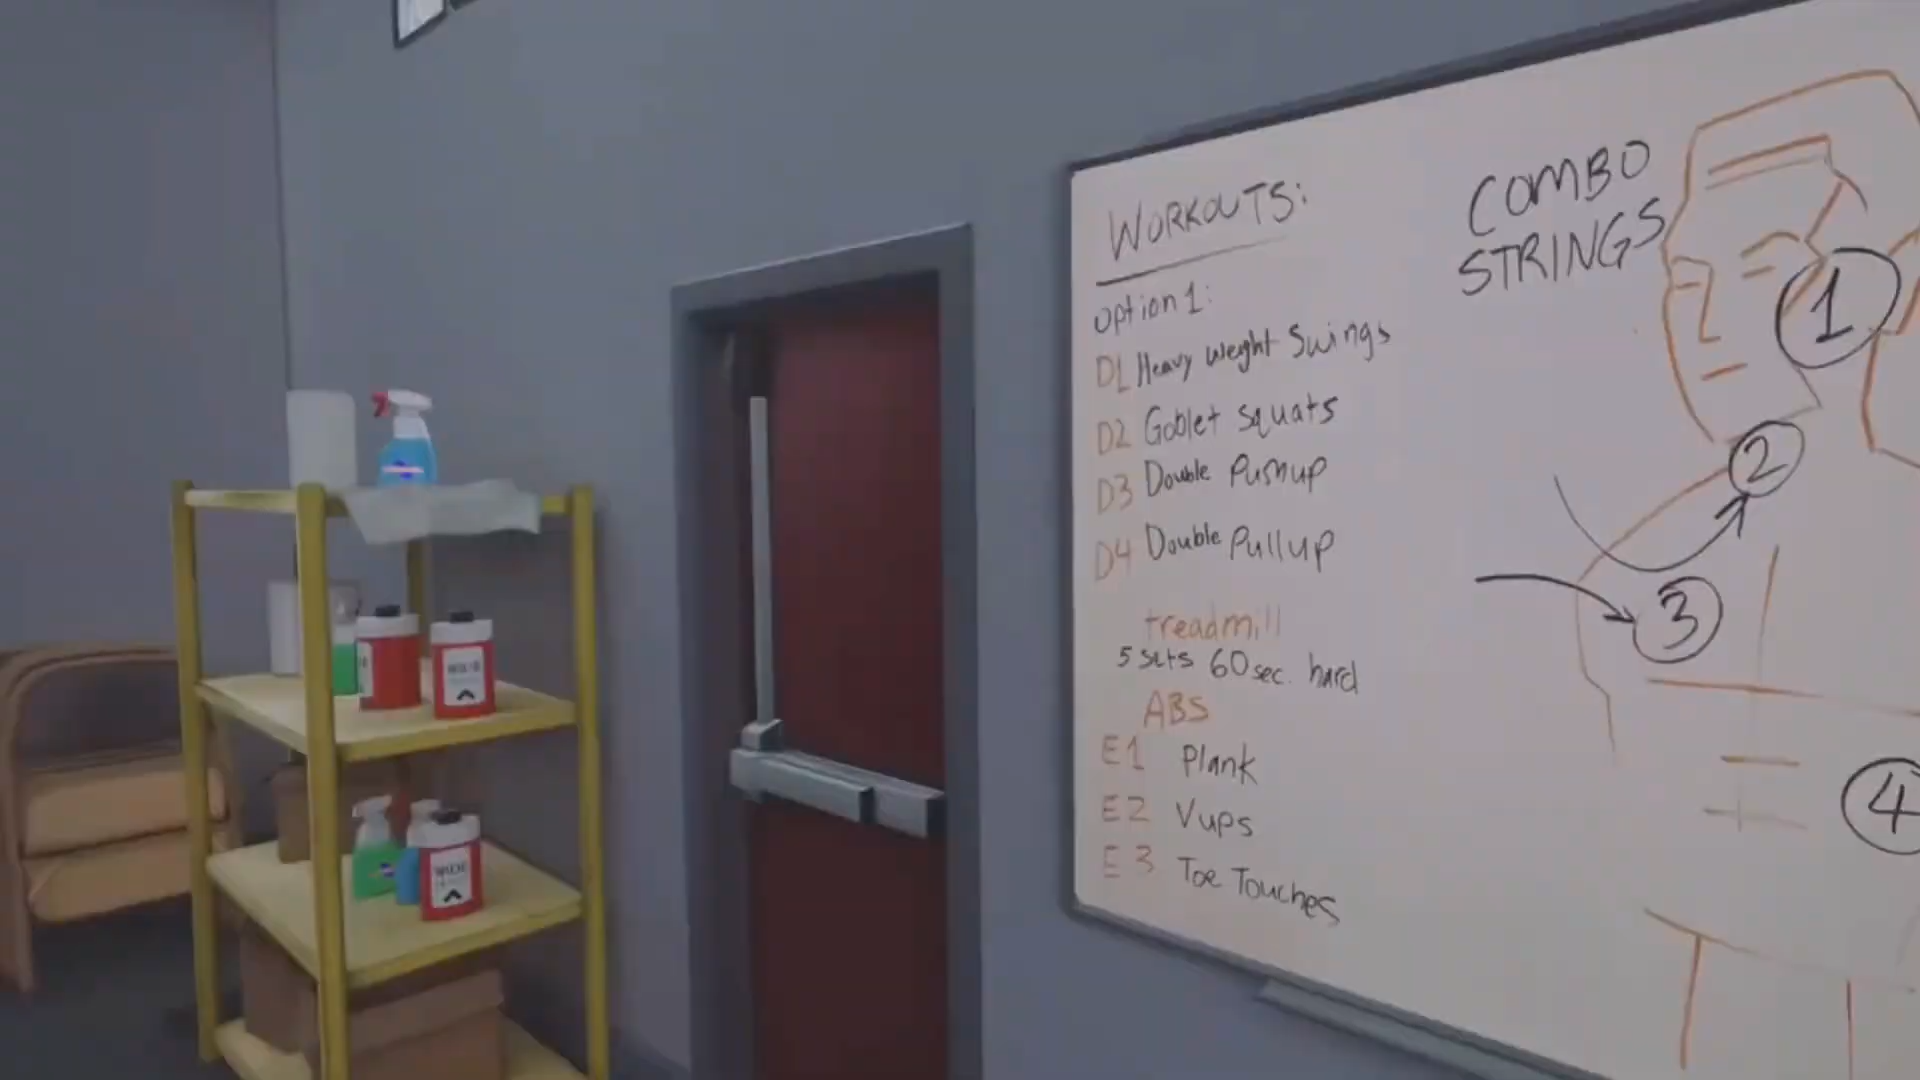 WORKOUTS:
option 1:
D1 Heavy weight Swings
D2 Goblet squats
D3 Double Pushup
D4 Double Pullup
treadmill
5 sets 60 sec. hard
ABS
E1 Plank
E2 Vups
E3 Toe Touches
COMBO
STRINGS
1
2
3
4